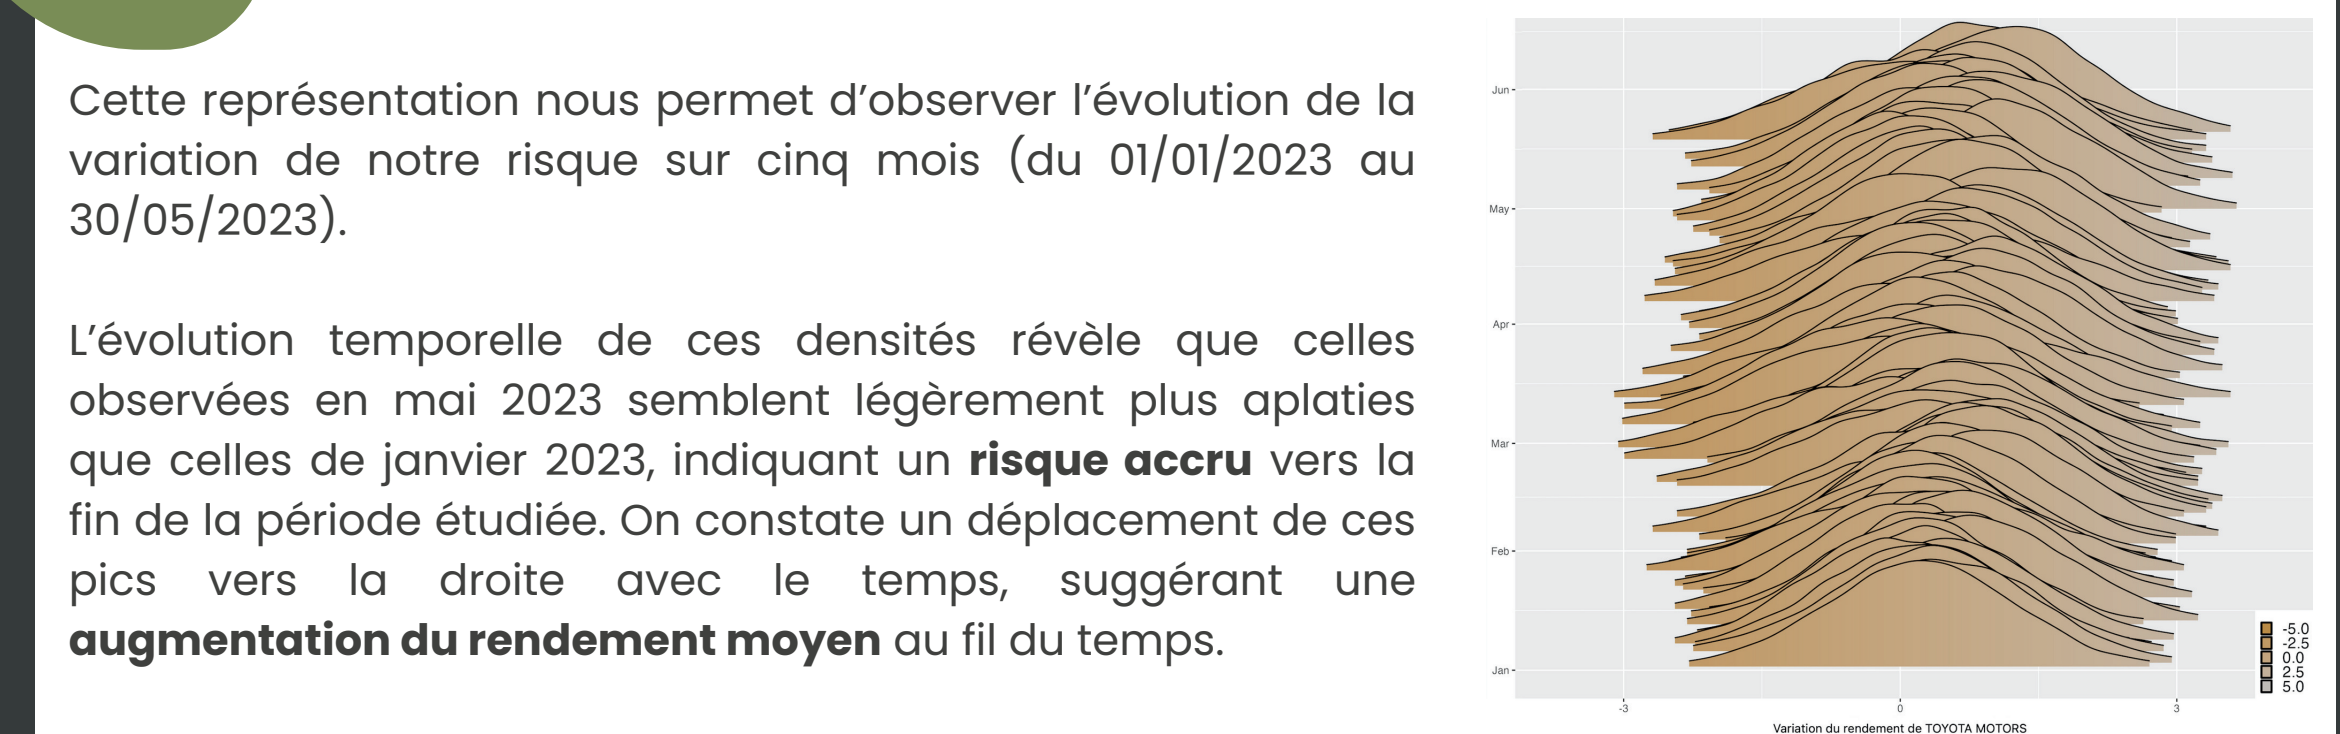 Cette représentation nous permet d’observer l’évolution de la
variation de notre risque sur cinq mois (du 01/01/2023 au
30/05/2023).
L’évolution temporelle de ces densités révèle que celles
observées en mai 2023 semblent légèrement plus aplaties
que celles de janvier 2023, indiquant un risque accru vers la
fin de la période étudiée. On constate un déplacement de ces
pics vers la droite avec le temps, suggérant une
augmentation du rendement moyen au fil du temps.
Jun
May
Apr
Mar
Feb
Jan
-3 0 3
Variation du rendement de TOYOTA MOTORS
-5.0
-2.5
0.0
2.5
5.0